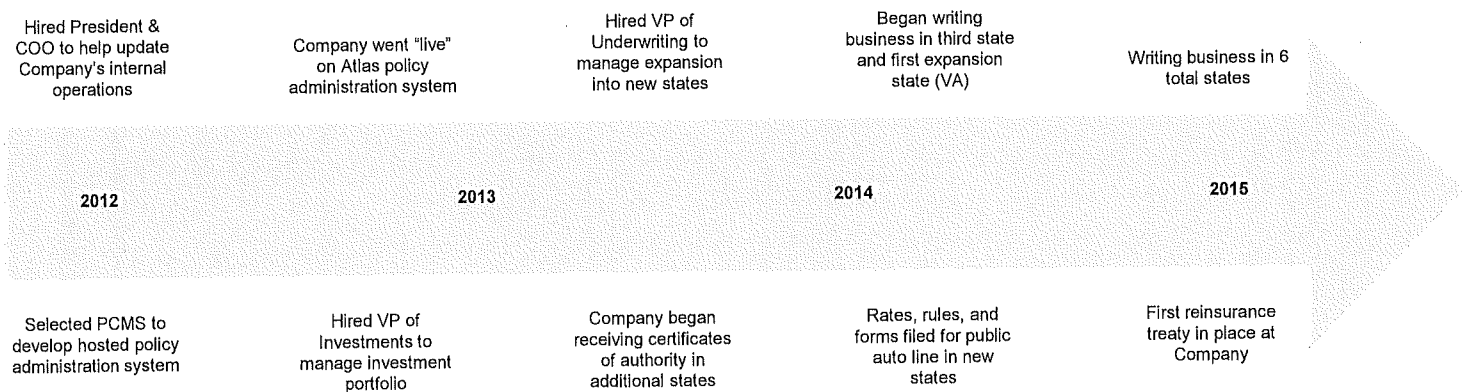 Hired President &
COO to help update
Company's internal
operations
Company went "live"
on Atlas policy
administration system
Hired VP of
Underwriting to
manage expansion
into new states
Began writing
business in third state
and first expansion
state (VA)
Writing business in 6
total states
2012
2013
2014
2015
Selected PCMS to
develop hosted policy
administration system
Hired VP of
Investments to
manage investment
portfolio
Company began
receiving certificates
of authority in
additional states
Rates, rules, and
forms filed for public
auto line in new
states
First reinsurance
treaty in place at
Company